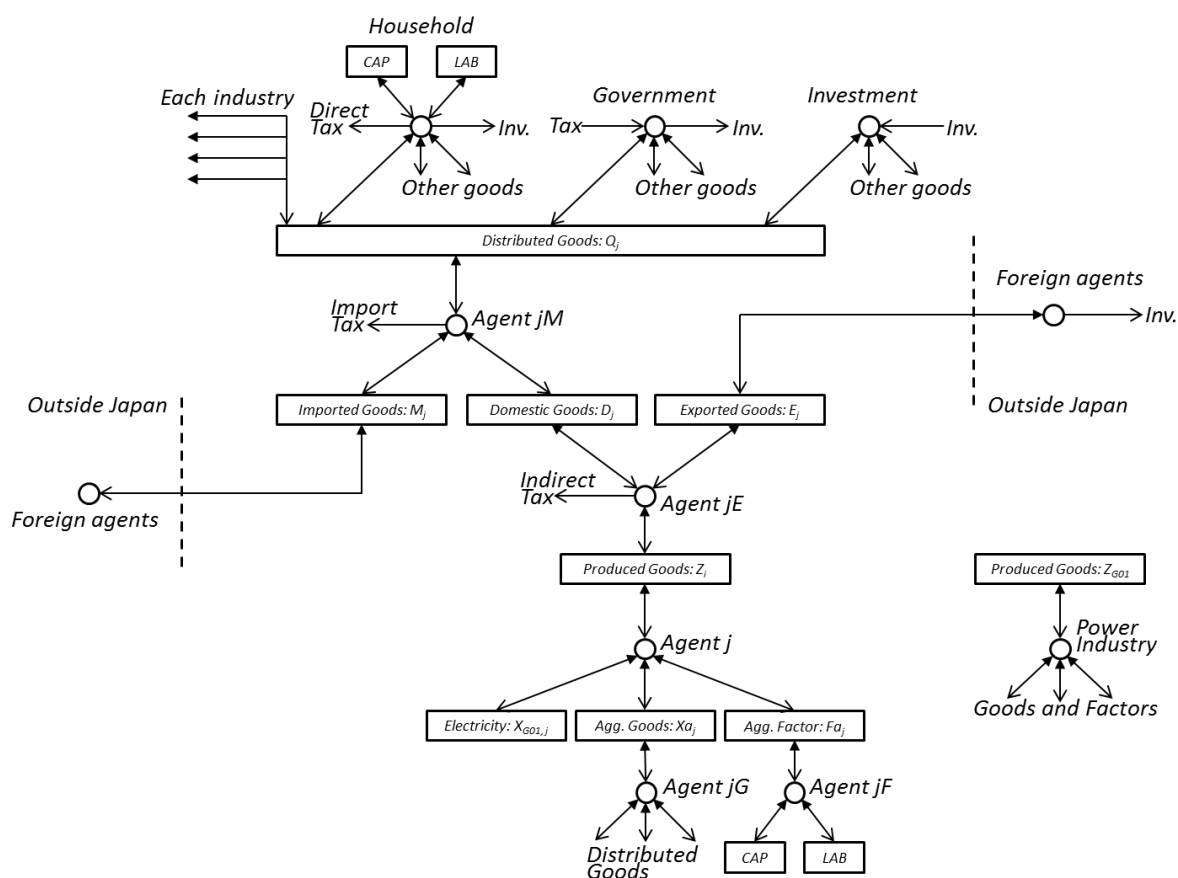 Household
CAP
LAB
Each industry
Direct
Tax
Inv.
Other goods
Government
Tax
Inv.
Other goods
Investment
Inv.
Other goods
Distributed Goods: Qj
Foreign agents
Inv.
Outside Japan
Import
Tax
Agent jM
Outside Japan
Imported Goods: Mj
Domestic Goods: Dj
Exported Goods: Ej
Foreign agents
Indirect
Tax
Agent jE
Produced Goods: Zi
Produced Goods: ZG01
Agent j
Power
Industry
Goods and Factors
Electricity: XG01,j
Agg. Goods: Xaj
Agg. Factor: Faj
Agent jG
Agent jF
Distributed
Goods
CAP
LAB